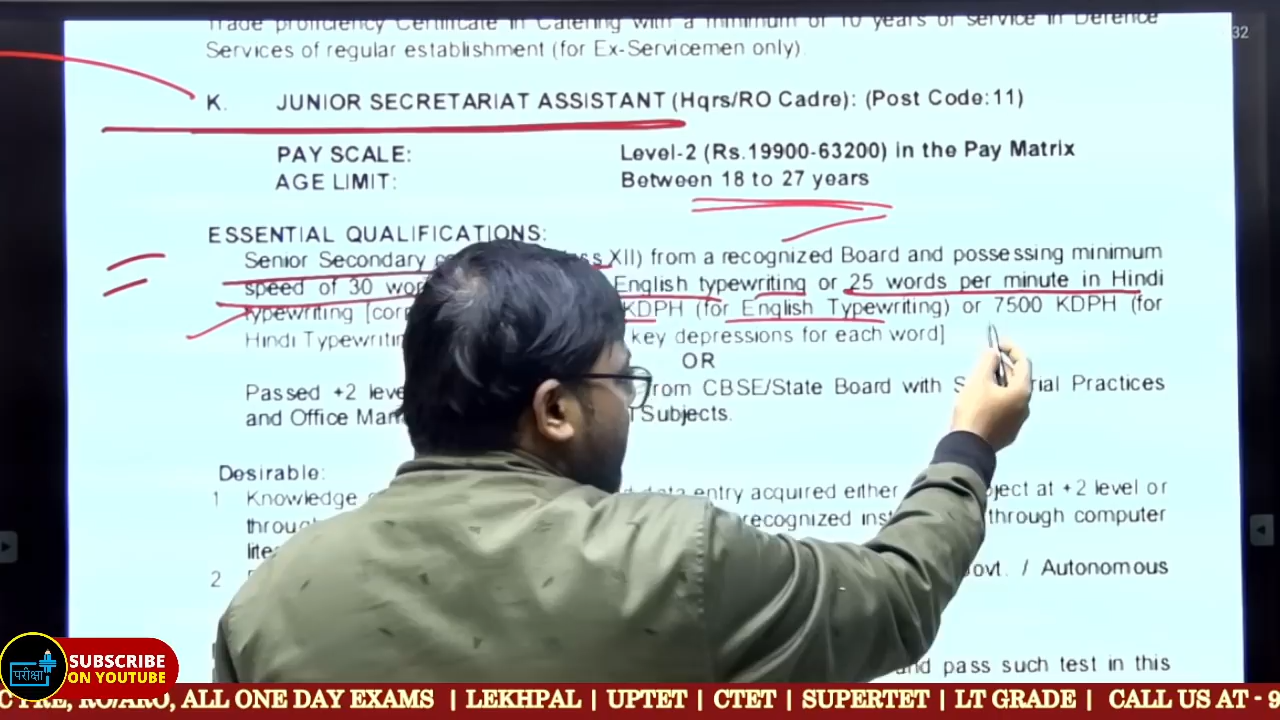 Trade proficiency Certificate in Catering with a minimum of 10 years of service in Defence
Services of regular establishment (for Ex-Servicemen only).
32
K. JUNIOR SECRETARIAT ASSISTANT (Hqrs/RO Cadre): (Post Code:11)
PAY SCALE: Level-2 (Rs.19900-63200) in the Pay Matrix
AGE LIMIT: Between 18 to 27 years
ESSENTIAL QUALIFICATIONS:
Senior Secondary XII) from a recognized Board and possessing minimum
speed of 30 English typewriting or 25 words per minute in Hindi
typewriting KDPH (for English Typewriting) or 7500 KDPH (for
Hindi key depressions for each word]
OR
Passed +2 from CBSE/State Board with Practices
and Office Subjects.
Desirable:
1 Knowledge data entry acquired either at +2 level or
recognized through computer
2 Govt. / Autonomous
and pass such test in this
परीक्षा
SUBSCRIBE
ON YOUTUBE
PRE, RO/ARO, ALL ONE DAY EXAMS | LEKHPAL | UPTET | CTET | SUPERTET | LT GRADE | CALL US AT - 9